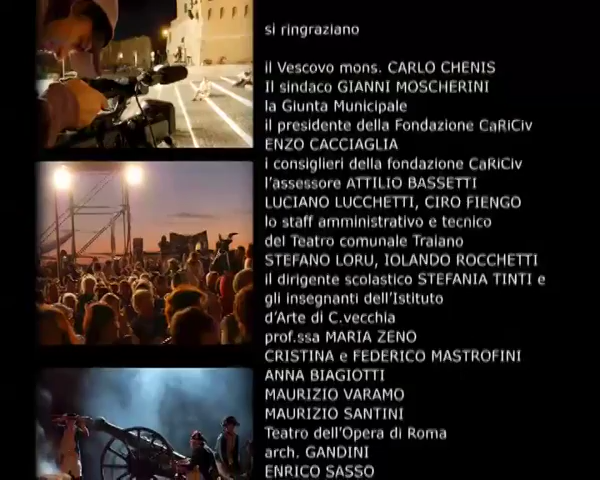 si ringraziano
il Vescovo mons. CARLO CHENIS
Il sindaco GIANNI MOSCHERINI
la Giunta Municipale
il presidente della Fondazione CaRiCiv
ENZO CACCIAGLIA
i consiglieri della fondazione CaRiCiv
l'assessore ATTILIO BASSETTI
LUCIANO LUCCHETTI, CIRO FIENGO
lo staff amministrativo e tecnico
del Teatro comunale Traiano
STEFANO LORU, IOLANDO ROCCHETTI
il dirigente scolastico STEFANIA TINTI e
gli insegnanti dell'Istituto
d'Arte di C.vecchia
prof.ssa MARIA ZENO
CRISTINA e FEDERICO MASTROFINI
ANNA BIAGIOTTI
MAURIZIO VARAMO
MAURIZIO SANTINI
Teatro dell'Opera di Roma
arch. GANDINI
ENRICO SASSO